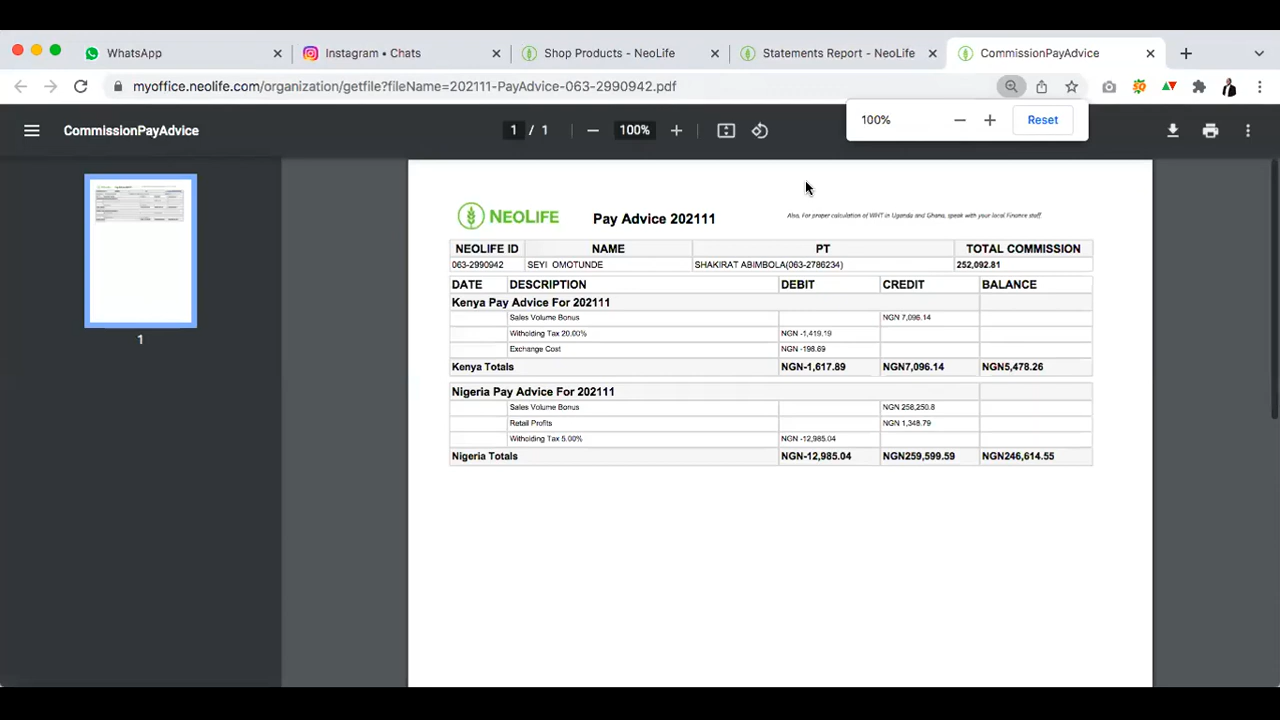 WhatsApp
Instagram • Chats
Shop Products - NeoLife
Statements Report - NeoLife
CommissionPayAdvice
myoffice.neolife.com/organization/getfile?fileName=202111-PayAdvice-063-2990942.pdf
100% − + Reset
CommissionPayAdvice
1 / 1
− 100% +
1
NEOLIFE
Pay Advice 202111
Also, For proper calculation of WHT in Uganda and Ghana, speak with your local Finance staff.
NEOLIFE ID NAME PT TOTAL COMMISSION
063-2990942 SEYI OMOTUNDE SHAKIRAT ABIMBOLA(063-2786234) 252,092.81
DATE DESCRIPTION DEBIT CREDIT BALANCE
Kenya Pay Advice For 202111
Sales Volume Bonus NGN 7,096.14
Witholding Tax 20.00% NGN -1,419.19
Exchange Cost NGN -198.69
Kenya Totals NGN-1,617.89 NGN7,096.14 NGN5,478.26
Nigeria Pay Advice For 202111
Sales Volume Bonus NGN 258,250.8
Retail Profits NGN 1,348.79
Witholding Tax 5.00% NGN -12,985.04
Nigeria Totals NGN-12,985.04 NGN259,599.59 NGN246,614.55